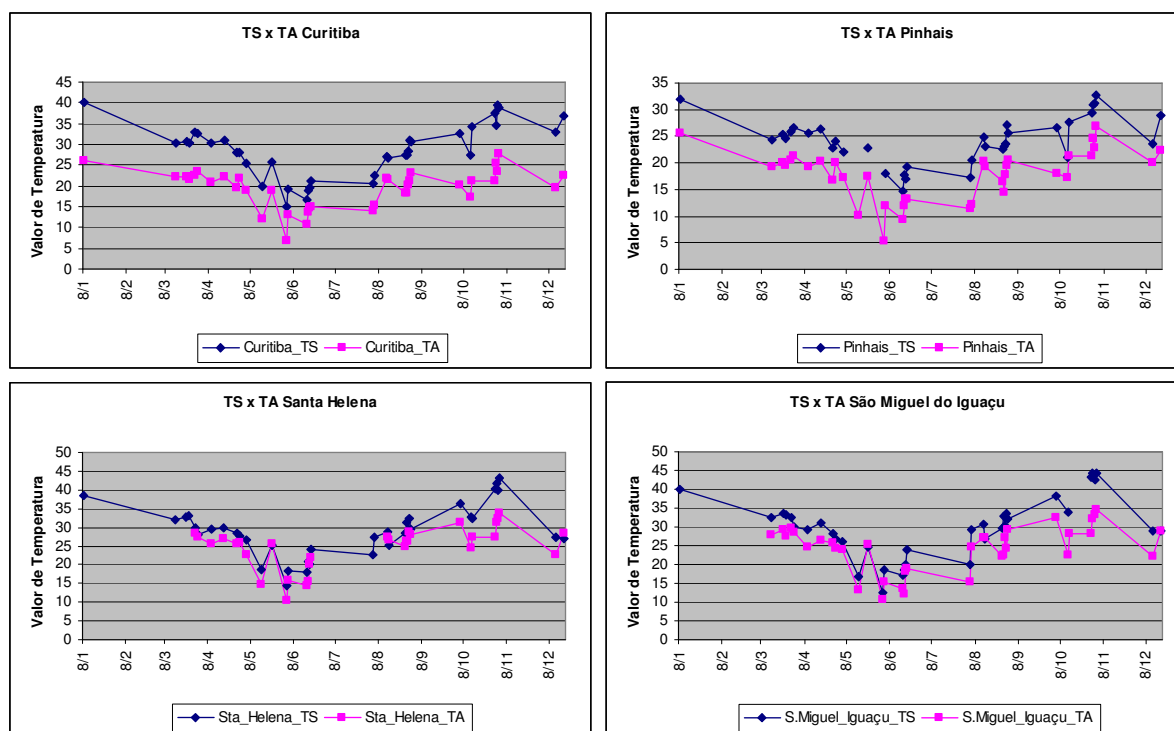 TS x TA Curitiba
Valor de Temperatura
45
40
35
30
25
20
15
10
5
0
8/1 8/2 8/3 8/4 8/5 8/6 8/7 8/8 8/9 8/10 8/11 8/12
Curitiba_TS Curitiba_TA
TS x TA Pinhais
Valor de Temperatura
35
30
25
20
15
10
5
0
8/1 8/2 8/3 8/4 8/5 8/6 8/7 8/8 8/9 8/10 8/11 8/12
Pinhais_TS Pinhais_TA
TS x TA Santa Helena
Valor de Temperatura
50
45
40
35
30
25
20
15
10
5
0
8/1 8/2 8/3 8/4 8/5 8/6 8/7 8/8 8/9 8/10 8/11 8/12
Sta_Helena_TS Sta_Helena_TA
TS x TA São Miguel do Iguaçu
Valor de Temperatura
50
45
40
35
30
25
20
15
10
5
0
8/1 8/2 8/3 8/4 8/5 8/6 8/7 8/8 8/9 8/10 8/11 8/12
S.Miguel_Iguaçu_TS S.Miguel_Iguaçu_TA